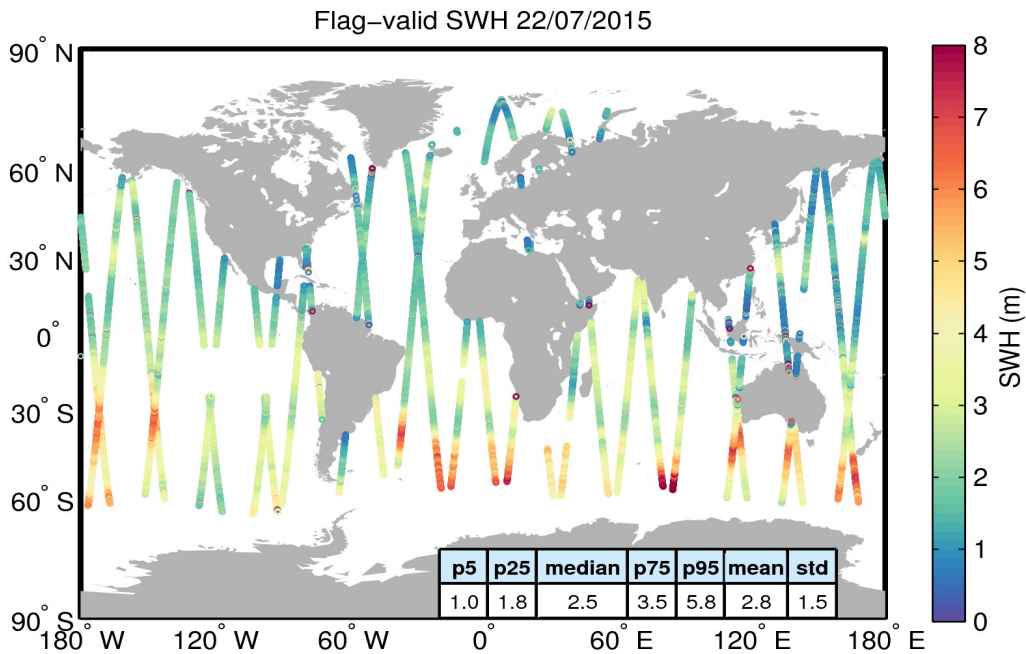 Flag−valid SWH 22/07/2015
90° N
60° N
30° N
0°
30° S
60° S
90° S
180° W
120° W
60° W
0°
60° E
120° E
180° E
8
7
6
5
4
3
2
1
0
SWH (m)
p5 p25 median p75 p95 mean std
1.0 1.8 2.5 3.5 5.8 2.8 1.5